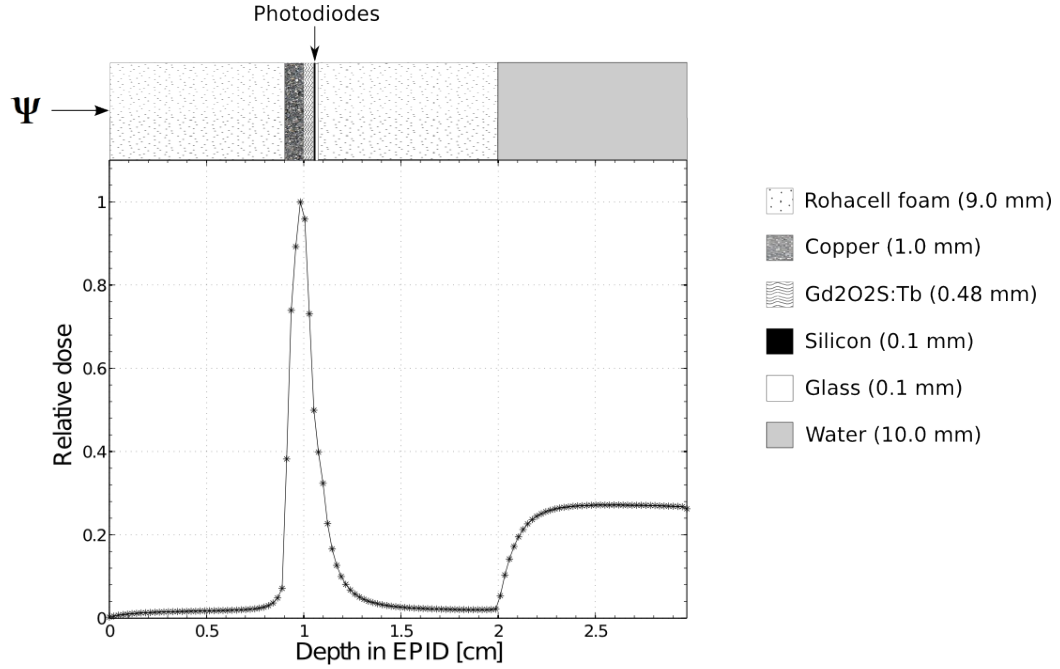 Photodiodes
Ψ
1
0.8
0.6
0.4
0.2
0
Relative dose
0 0.5 1 1.5 2 2.5
Depth in EPID [cm]
Rohacell foam (9.0 mm)
Copper (1.0 mm)
Gd2O2S:Tb (0.48 mm)
Silicon (0.1 mm)
Glass (0.1 mm)
Water (10.0 mm)